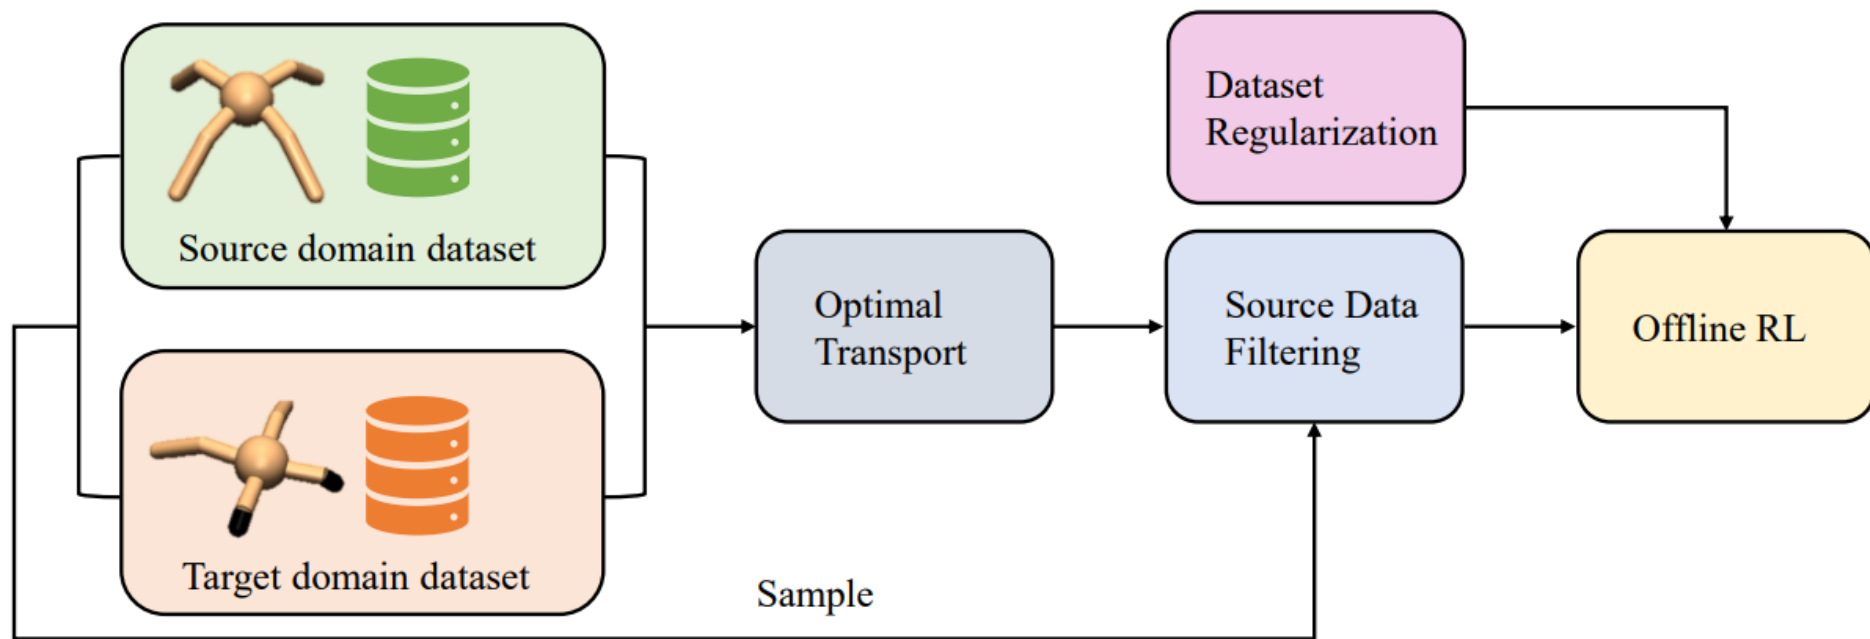 Source domain dataset
Target domain dataset
Optimal
Transport
Dataset
Regularization
Source Data
Filtering
Offline RL
Sample